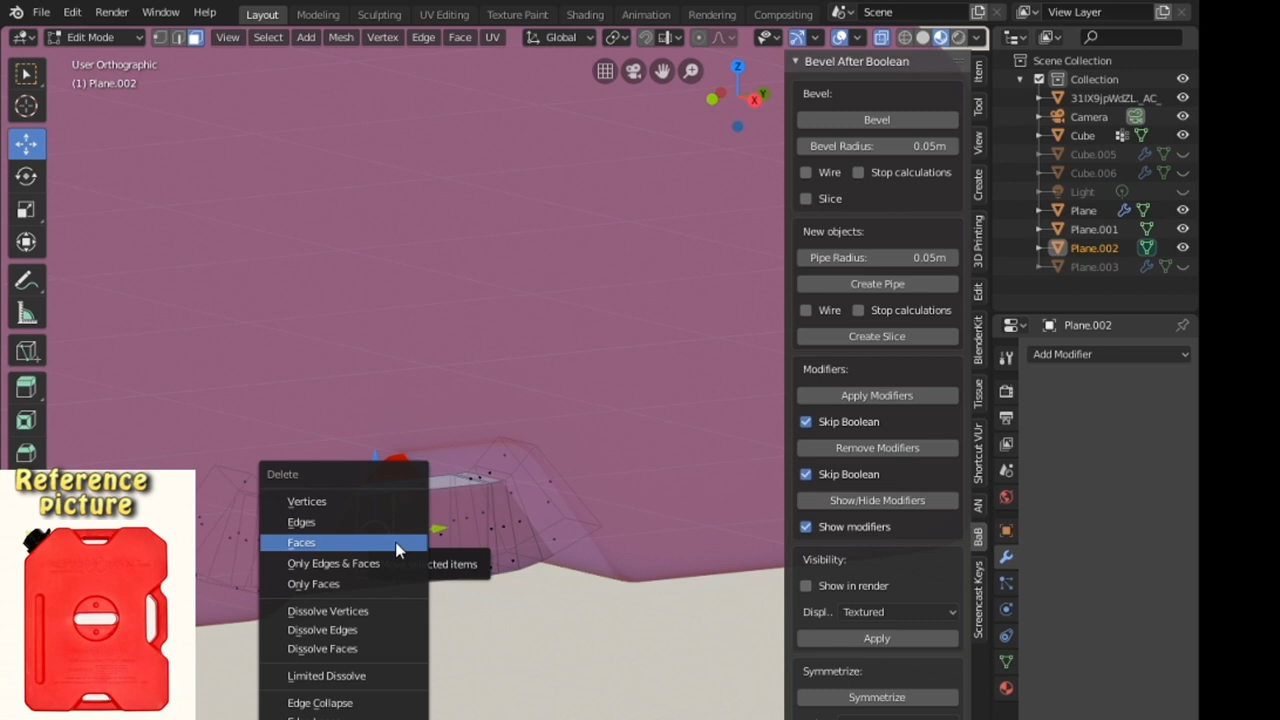 File Edit Render Window Help Layout Modeling Sculpting UV Editing Texture Paint Shading Animation Rendering Compositing Scene View Layer
Edit Mode View Select Add Mesh Vertex Edge Face UV Global
User Orthographic
(1) Plane.002
Z
Y
X
Bevel After Boolean
Bevel:
Bevel
Bevel Radius: 0.05m
Wire Stop calculations
Slice
New objects:
Pipe Radius: 0.05m
Create Pipe
Wire Stop calculations
Create Slice
Modifiers:
Apply Modifiers
Skip Boolean
Remove Modifiers
Skip Boolean
Show/Hide Modifiers
Show modifiers
Visibility:
Show in render
Displ.. Textured
Apply
Symmetrize:
Symmetrize
Item
Tool
View
Create
3D Printing
Edit
BlenderKit
Tissue
Shortcut VUr
AN
BaB
Screencast Keys
Scene Collection
Collection
31IX9jpWdZL._AC_
Camera
Cube
Cube.005
Cube.006
Light
Plane
Plane.001
Plane.002
Plane.003
Plane.002
Add Modifier
Delete
Vertices
Edges
Faces
Only Edges & Faces
ected items
Only Faces
Dissolve Vertices
Dissolve Edges
Dissolve Faces
Limited Dissolve
Edge Collapse
Reference
picture